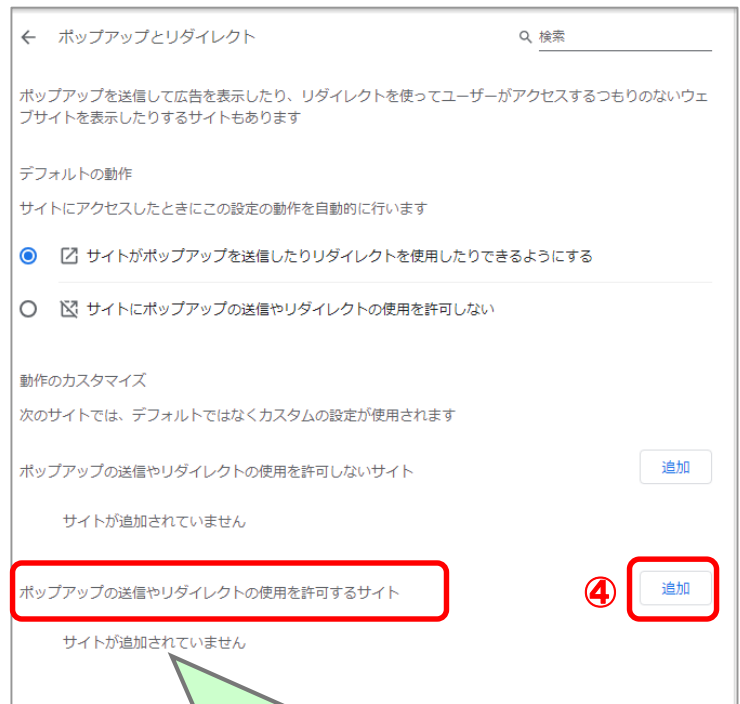 ポップアップとリダイレクト
検索
ポップアップを送信して広告を表示したり、リダイレクトを使ってユーザーがアクセスするつもりのないウェ
ブサイトを表示したりするサイトもあります
デフォルトの動作
サイトにアクセスしたときにこの設定の動作を自動的に行います
サイトがポップアップを送信したりリダイレクトを使用したりできるようにする
サイトにポップアップの送信やリダイレクトの使用を許可しない
動作のカスタマイズ
次のサイトでは、デフォルトではなくカスタムの設定が使用されます
ポップアップの送信やリダイレクトの使用を許可しないサイト
追加
サイトが追加されていません
ポップアップの送信やリダイレクトの使用を許可するサイト
④
追加
サイトが追加されていません